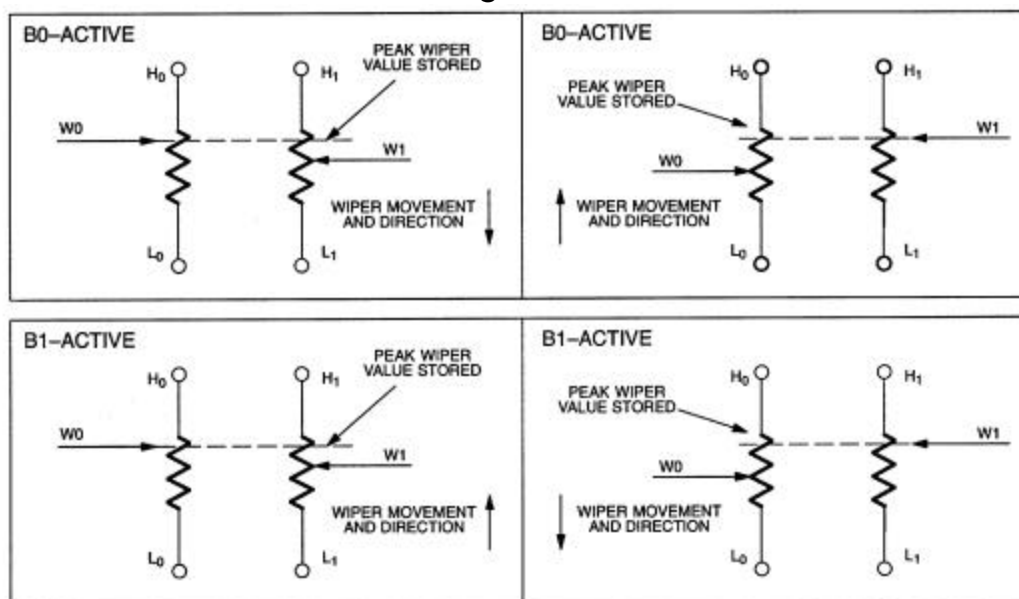 B0–ACTIVE
H0
H1
PEAK WIPER
VALUE STORED
W0
W1
WIPER MOVEMENT
AND DIRECTION
L0
L1
B0–ACTIVE
H0
H1
PEAK WIPER
VALUE STORED
W1
W0
WIPER MOVEMENT
AND DIRECTION
L0
L1
B1–ACTIVE
H0
H1
PEAK WIPER
VALUE STORED
W0
W1
WIPER MOVEMENT
AND DIRECTION
L0
L1
B1–ACTIVE
H0
H1
PEAK WIPER
VALUE STORED
W1
W0
WIPER MOVEMENT
AND DIRECTION
L0
L1